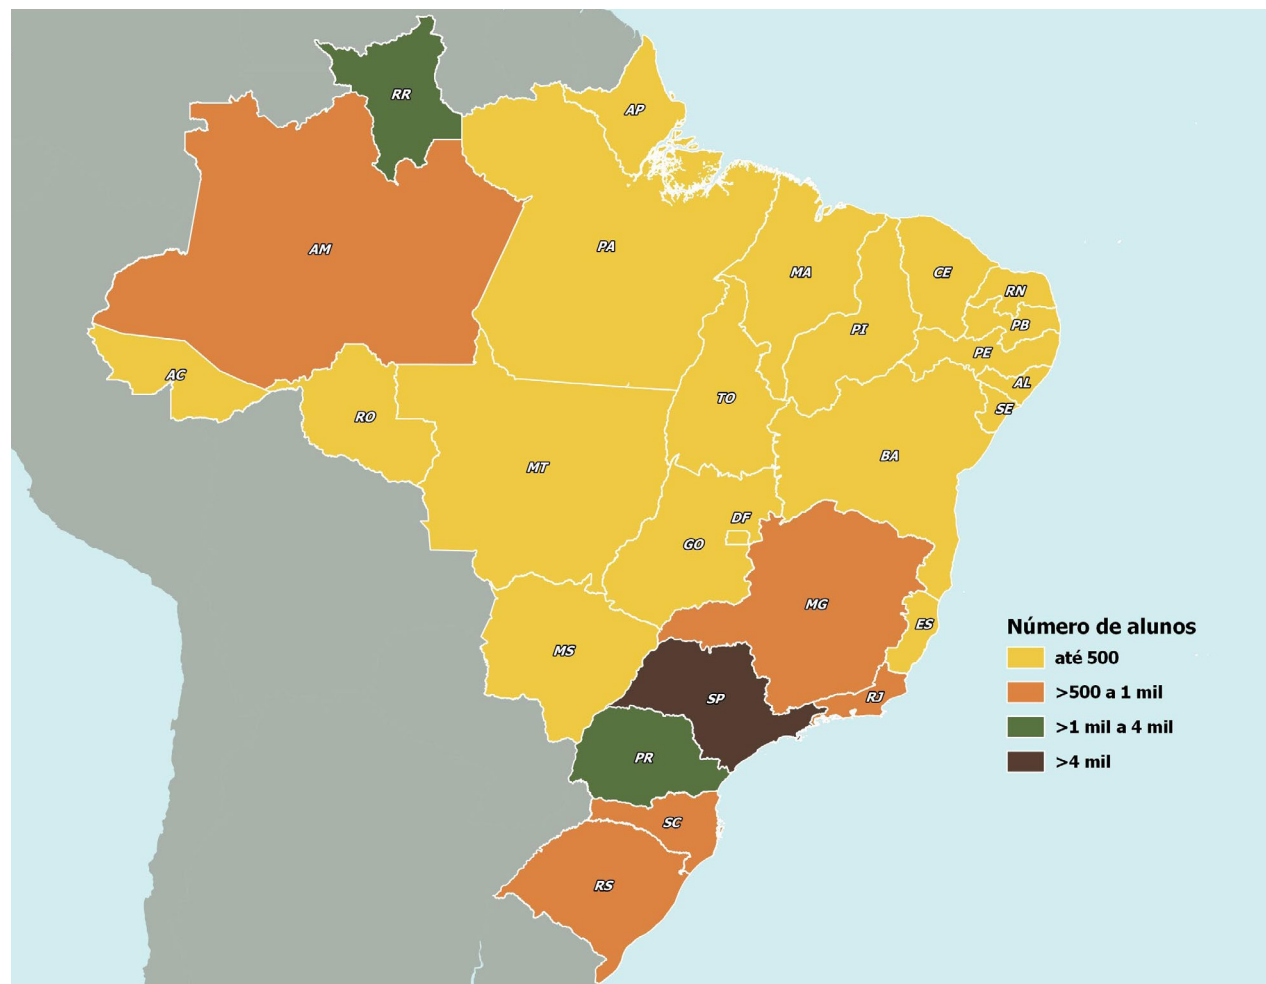 RR
AP
AM
PA
MA
CE
RN
PI
PB
PE
AC
AL
TO
SE
RO
BA
MT
DF
GO
MG
ES
MS
SP
RJ
PR
SC
RS
Número de alunos
até 500
>500 a 1 mil
>1 mil a 4 mil
>4 mil